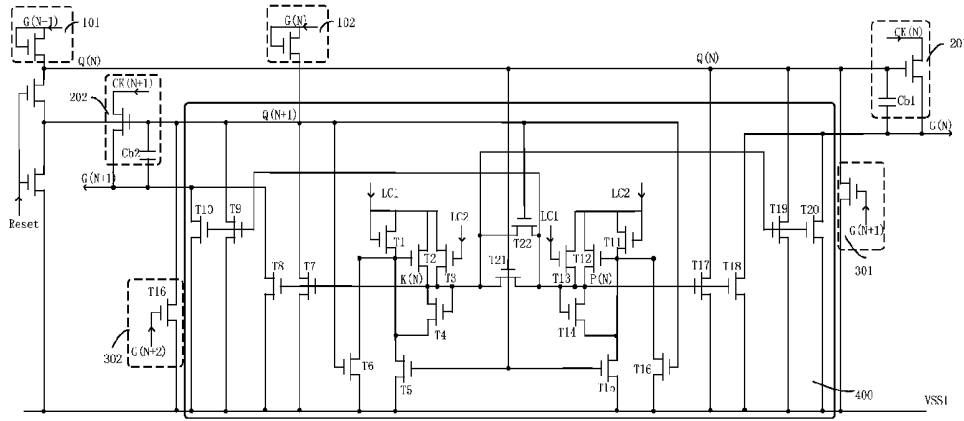 G(N-1)
101
G(N)
102
CK(N)
201
Q(N)
Q(N)
CK(N+1)
202
Q(N+1)
Cb1
G(N)
Cb2
G(N+1)
LC1
LC2
Reset
T10
T9
T1
T2
LC2
T3
T22
LC1
T11
T12
T13
T19
T20
G(N+1)
301
T21
T8
T7
K(N)
P(N)
T17
T18
T16
T4
T14
G(N+2)
302
T6
T5
T15
T16
400
VSS1